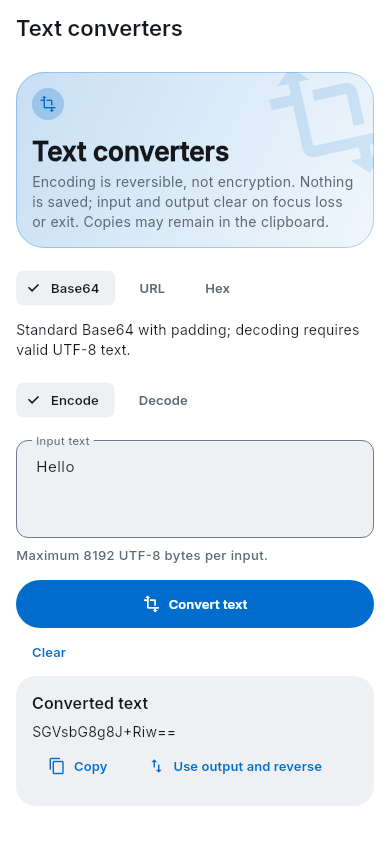 Text converters
Text converters
Encoding is reversible, not encryption. Nothing
is saved; input and output clear on focus loss
or exit. Copies may remain in the clipboard.
Base64
URL
Hex
Standard Base64 with padding; decoding requires
valid UTF-8 text.
Encode
Decode
Input text
Hello
Maximum 8192 UTF-8 bytes per input.
Convert text
Clear
Converted text
SGVsbG8g8J+Riw==
Copy
Use output and reverse